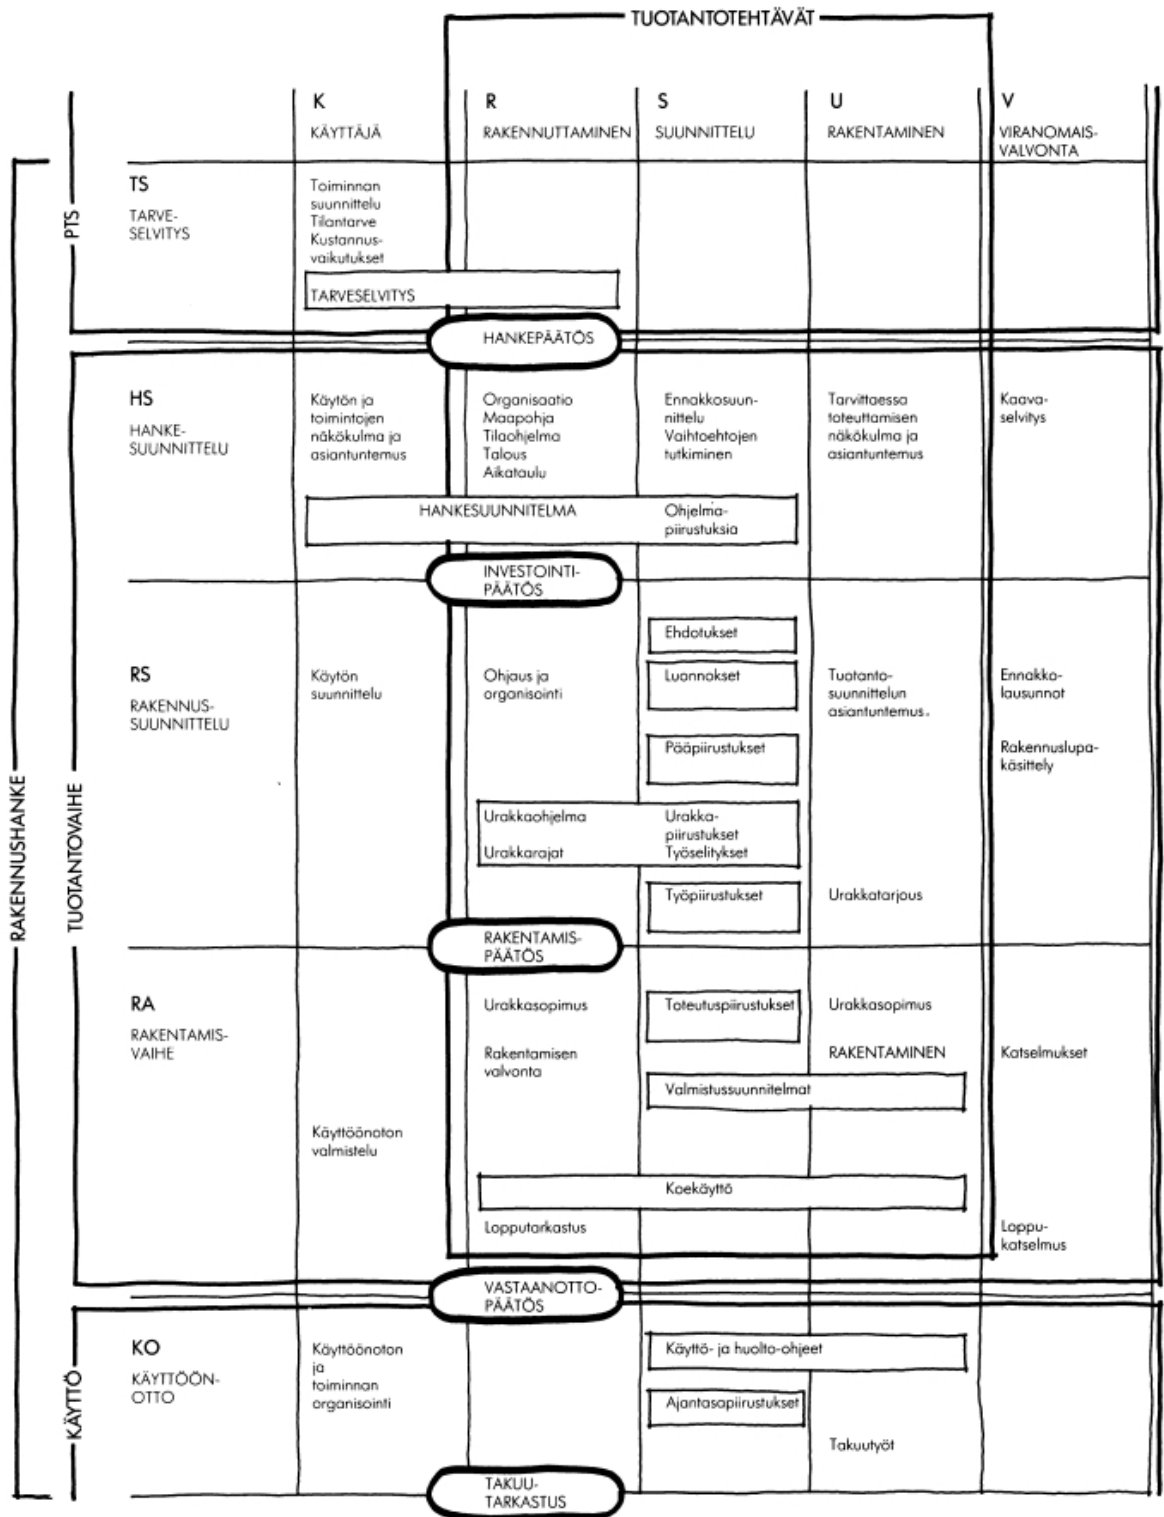 TUOTANTOTEHTÄVÄT
K
R
S
U
V
KÄYTTÄJÄ
RAKENNUTTAMINEN
SUUNNITTELU
RAKENTAMINEN
VIRANOMAIS-
VALVONTA
RAKENNUSHANKE
PTS
TS
TARVE-
SELVITYS
Toiminnan
suunnittelu
Tilantarve
Kustannus-
vaikutukset
TARVESELVITYS
HANKEPÄÄTÖS
TUOTANTOVAIHE
HS
HANKE-
SUUNNITTELU
Käytön ja
toimintojen
näkökulma ja
asiantuntemus
Organisaatio
Maapohja
Tilaohjelma
Talous
Aikataulu
Ennakkosuun-
nittelu
Vaihtoehtojen
tutkiminen
Tarvittaessa
toteuttamisen
näkökulma ja
asiantuntemus
Kaava-
selvitys
HANKESUUNNITELMA
Ohjelma-
piirustuksia
INVESTOINTI-
PÄÄTÖS
RS
RAKENNUS-
SUUNNITTELU
Käytön
suunnittelu
Ohjaus ja
organisointi
Ehdotukset
Luonnokset
Tuotanto-
suunnittelun
asiantuntemus.
Ennakko-
lausunnot
Pääpiirustukset
Rakennuslupa-
käsittely
Urakkaohjelma
Urakkarajat
Urakka-
piirustukset
Työselitykset
Työpiirustukset
Urakkatarjous
RAKENTAMIS-
PÄÄTÖS
RA
RAKENTAMIS-
VAIHE
Urakkasopimus
Toteutuspiirustukset
Urakkasopimus
Rakentamisen
valvonta
RAKENTAMINEN
Katselmukset
Valmistussuunnitelmat
Käyttöönoton
valmistelu
Koekäyttö
Lopputarkastus
Loppu-
katselmus
VASTAANOTTO-
PÄÄTÖS
KÄYTTÖ
KO
KÄYTTÖÖN-
OTTO
Käyttöönoton
ja
toiminnan
organisointi
Käyttö- ja huolto-ohjeet
Ajantasapiirustukset
Takuutyöt
TAKUU-
TARKASTUS